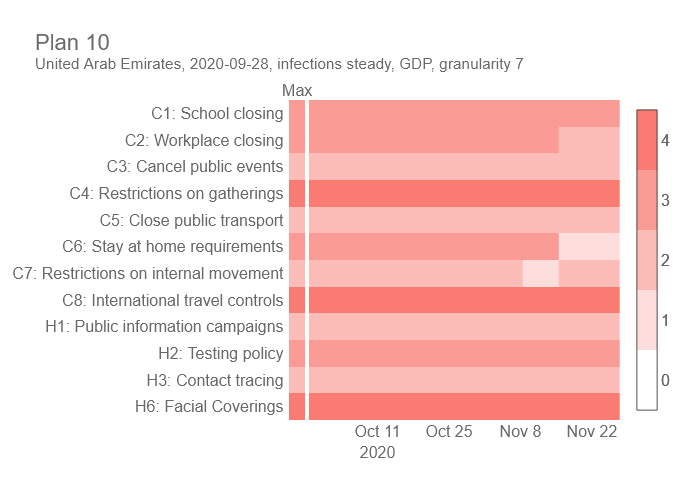 Plan 10
United Arab Emirates, 2020-09-28, infections steady, GDP, granularity 7
Max
C1: School closing
C2: Workplace closing
C3: Cancel public events
C4: Restrictions on gatherings
C5: Close public transport
C6: Stay at home requirements
C7: Restrictions on internal movement
C8: International travel controls
H1: Public information campaigns
H2: Testing policy
H3: Contact tracing
H6: Facial Coverings
4
3
2
1
0
Oct 11 Oct 25 Nov 8 Nov 22
2020